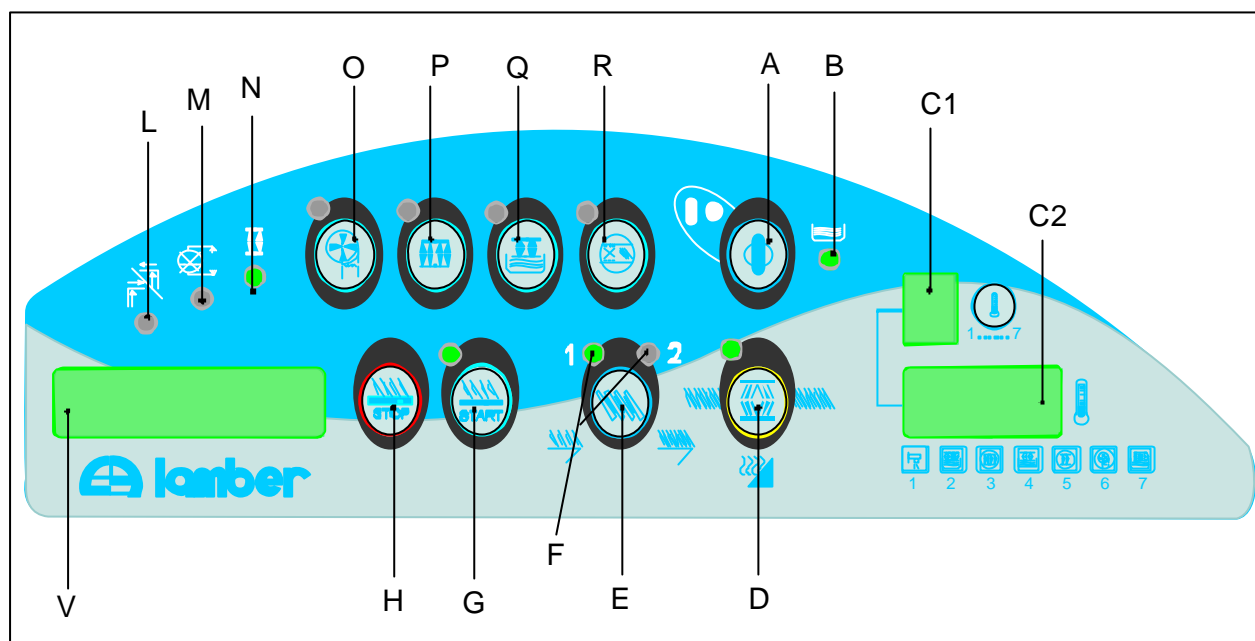 O P Q R A B
L M N C1
C2
1 7
1 2
STOP START
lamber
1 2 3 4 5 6 7
F
V H G E D